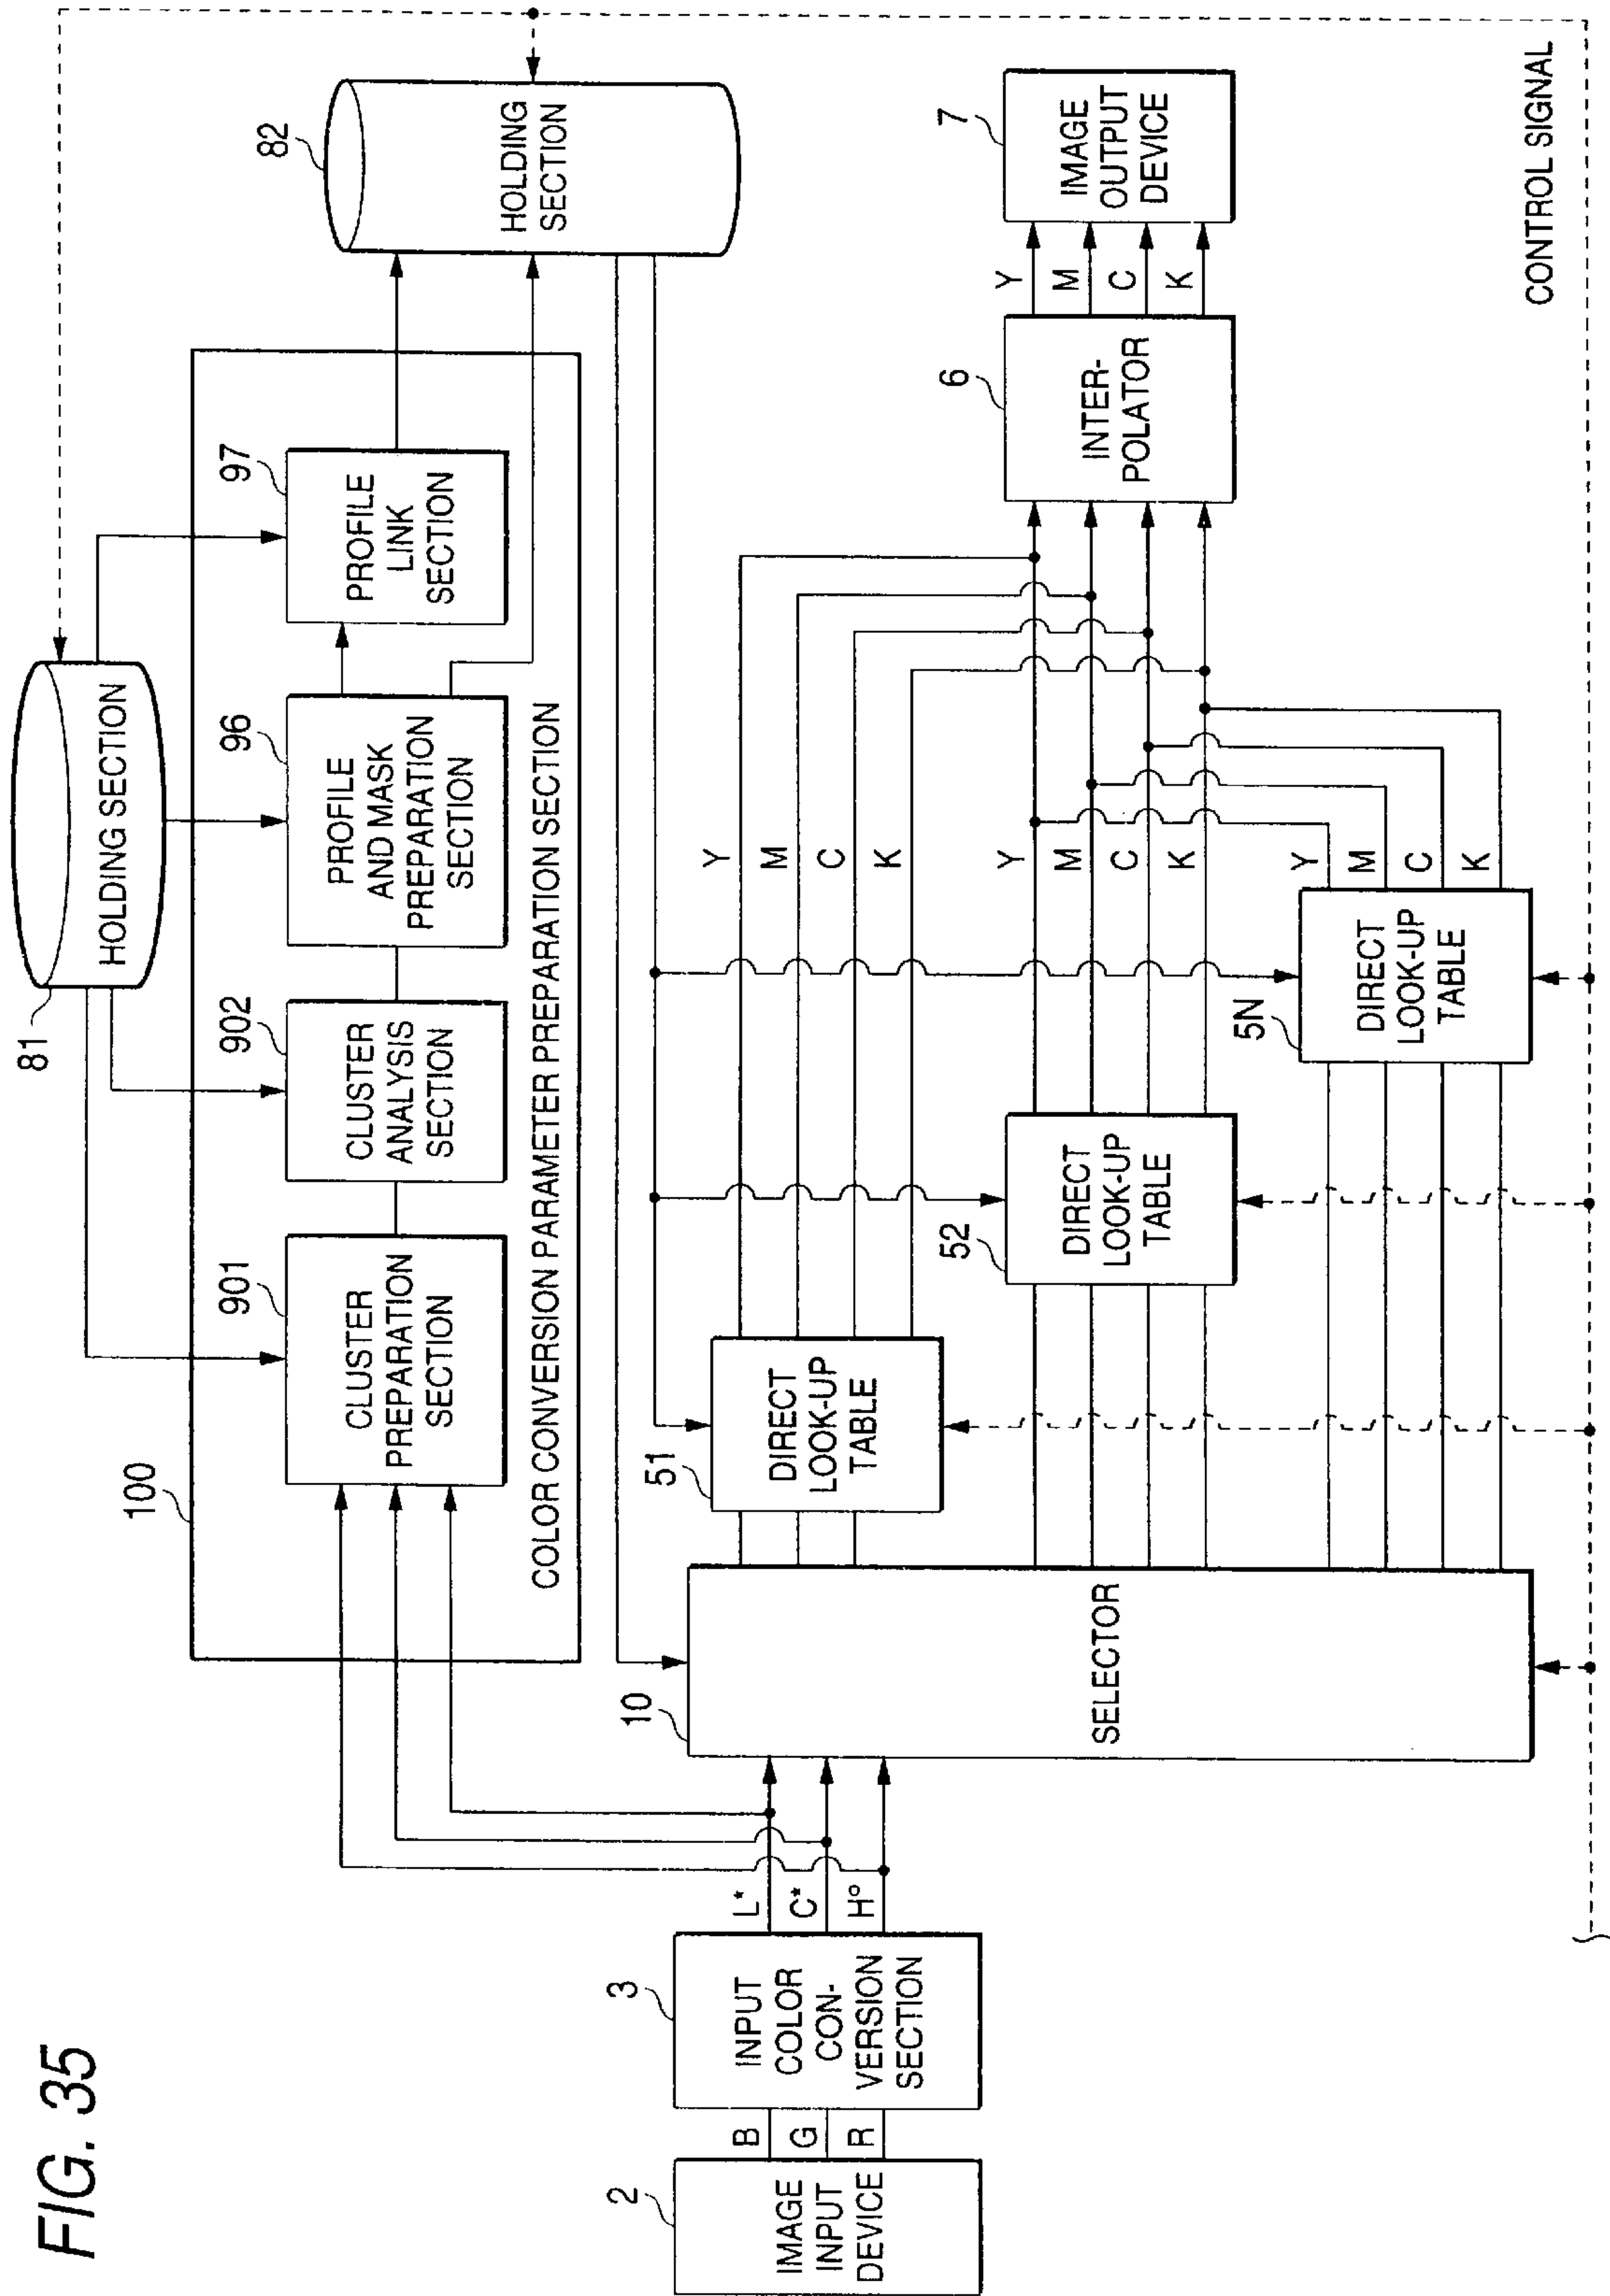 FIG. 35
2
IMAGE
INPUT
DEVICE
B
G
R
3
INPUT
COLOR
CON-
VERSION
SECTION
L*
C*
H°
100
901
CLUSTER
PREPARATION
SECTION
902
CLUSTER
ANALYSIS
SECTION
96
PROFILE
AND MASK
PREPARATION
SECTION
97
PROFILE
LINK
SECTION
COLOR CONVERSION PARAMETER PREPARATION SECTION
81
HOLDING SECTION
82
HOLDING
SECTION
10
SELECTOR
51
DIRECT
LOOK-UP
TABLE
Y
M
C
K
52
DIRECT
LOOK-UP
TABLE
Y
M
C
K
5N
DIRECT
LOOK-UP
TABLE
Y
M
C
K
6
INTER-
POLATOR
Y
M
C
K
7
IMAGE
OUTPUT
DEVICE
CONTROL SIGNAL